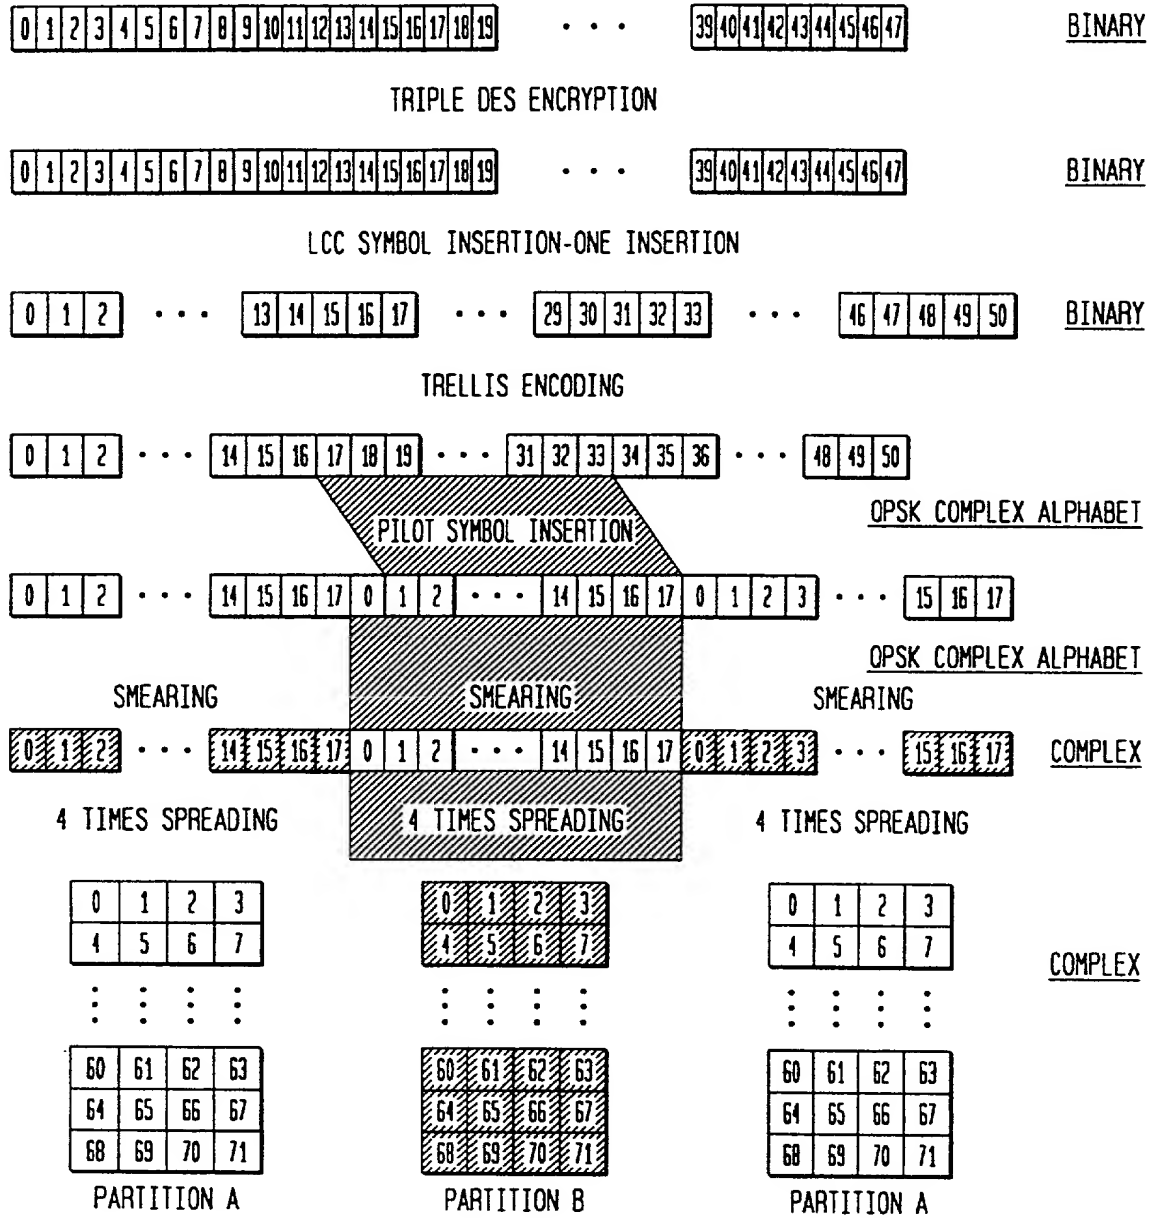 0 1 2 3 4 5 6 7 8 9 10 11 12 13 14 15 16 17 18 19 · · · 39 40 41 42 43 44 45 46 47 BINARY
TRIPLE DES ENCRYPTION
0 1 2 3 4 5 6 7 8 9 10 11 12 13 14 15 16 17 18 19 · · · 39 40 41 42 43 44 45 46 47 BINARY
LCC SYMBOL INSERTION-ONE INSERTION
0 1 2 · · · 13 14 15 16 17 · · · 29 30 31 32 33 · · · 46 47 48 49 50 BINARY
TRELLIS ENCODING
0 1 2 · · · 14 15 16 17 18 19 · · · 31 32 33 34 35 36 · · · 48 49 50
QPSK COMPLEX ALPHABET
PILOT SYMBOL INSERTION
0 1 2 · · · 14 15 16 17 0 1 2 · · · 14 15 16 17 0 1 2 3 · · · 15 16 17
QPSK COMPLEX ALPHABET
SMEARING SMEARING SMEARING
0 1 2 · · · 14 15 16 17 0 1 2 · · · 14 15 16 17 0 1 2 3 · · · 15 16 17 COMPLEX
4 TIMES SPREADING 4 TIMES SPREADING 4 TIMES SPREADING
0 1 2 3 0 1 2 3 0 1 2 3
4 5 6 7 4 5 6 7 4 5 6 7
COMPLEX
60 61 62 63 60 61 62 63 60 61 62 63
64 65 66 67 64 65 66 67 64 65 66 67
68 69 70 71 68 69 70 71 68 69 70 71
PARTITION A PARTITION B PARTITION A